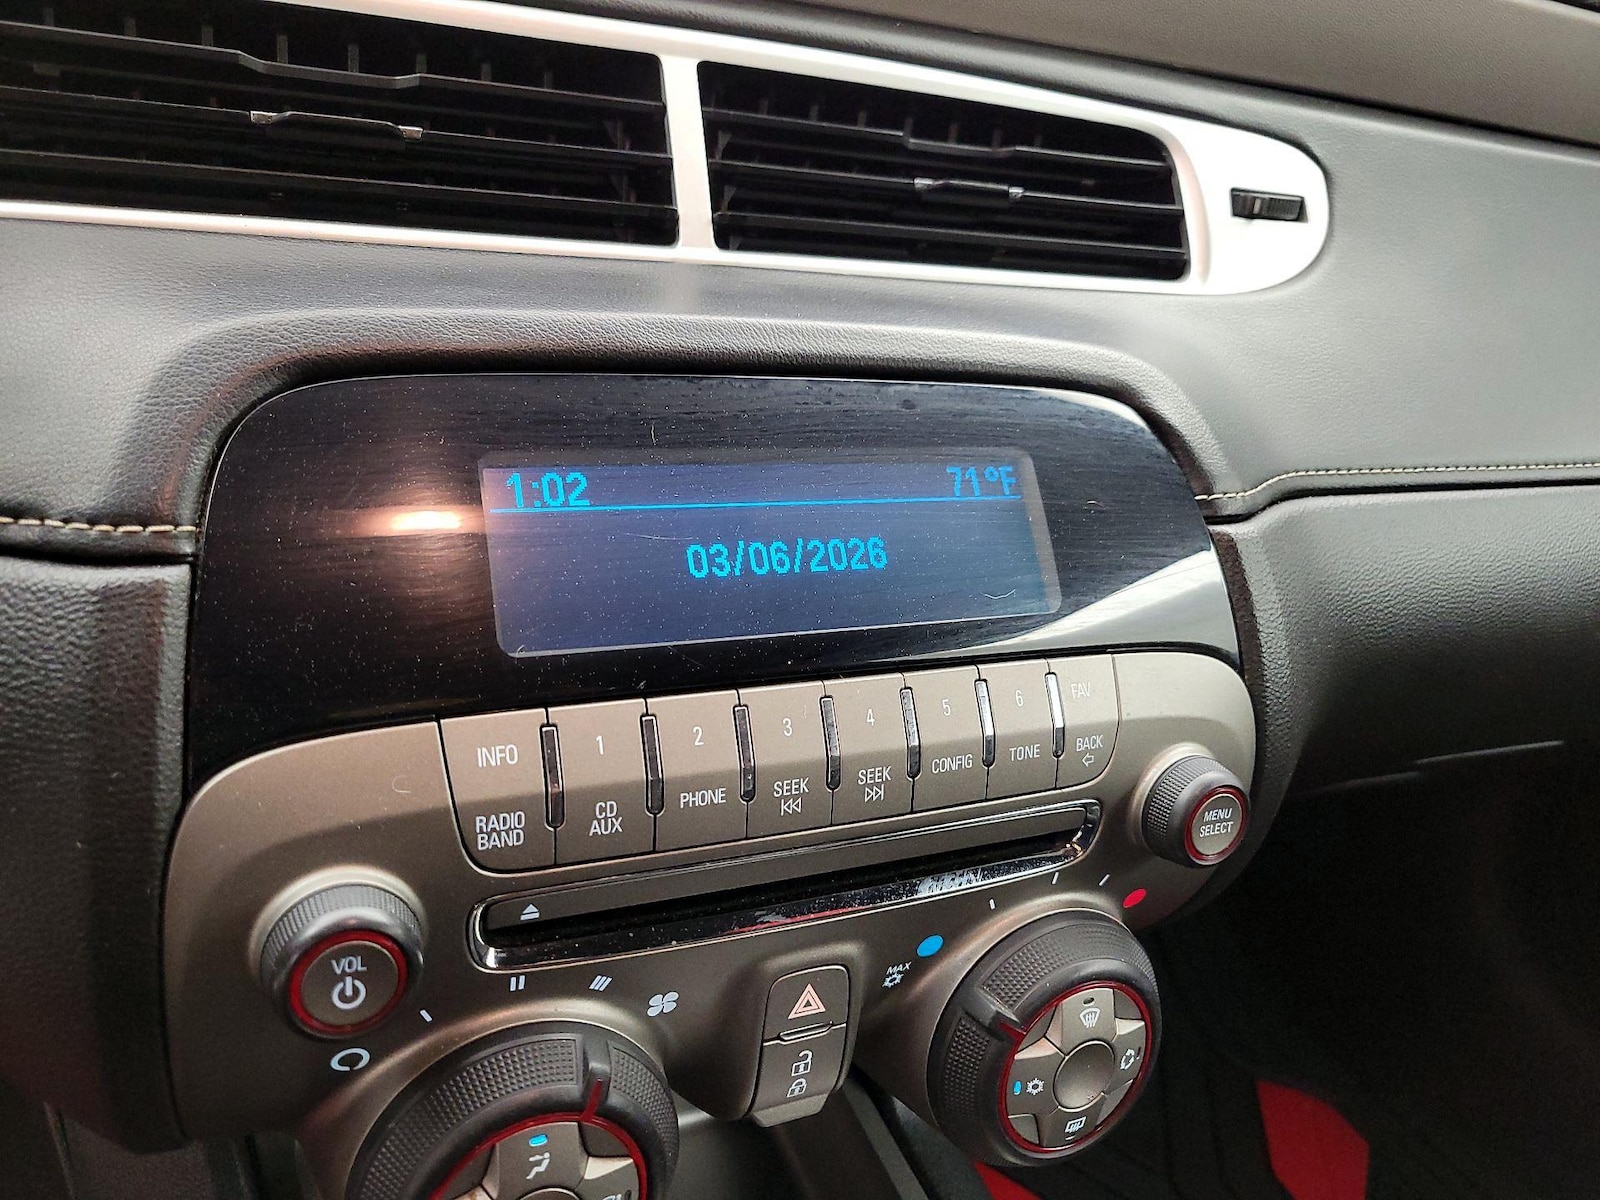 1:02 71°F
03/06/2026
INFO 1 2 3 4 5 6 FAV
RADIO BAND CD AUX PHONE SEEK SEEK CONFIG TONE BACK
MENU SELECT
VOL
MAX